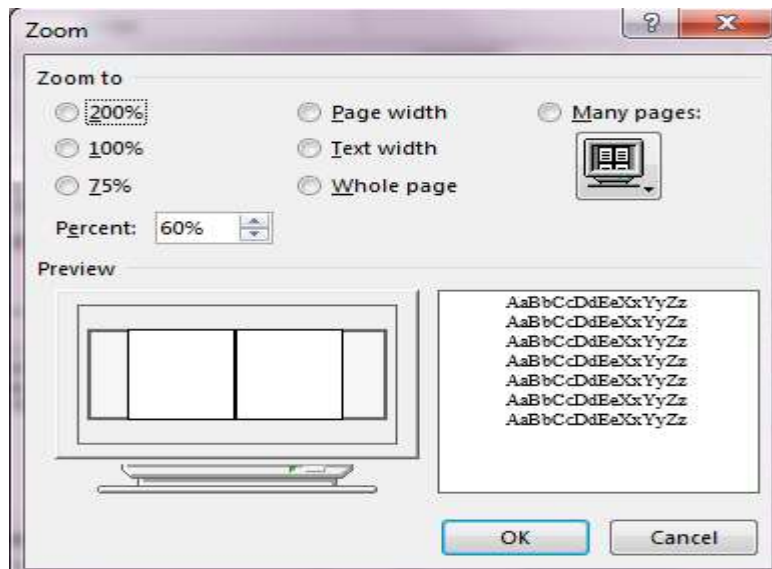 Zoom
Zoom to
200%
Page width
Many pages:
100%
Text width
75%
Whole page
Percent: 60%
Preview
AaBbCcDdEeXxYyZz
AaBbCcDdEeXxYyZz
AaBbCcDdEeXxYyZz
AaBbCcDdEeXxYyZz
AaBbCcDdEeXxYyZz
AaBbCcDdEeXxYyZz
AaBbCcDdEeXxYyZz
OK
Cancel